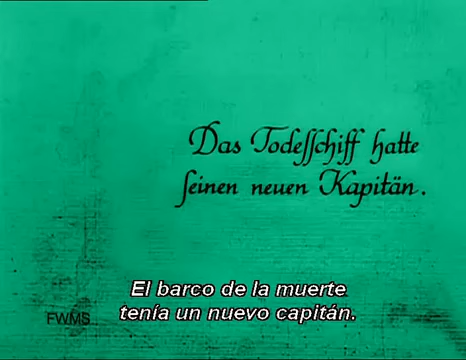 Das Todesſchiff hatte
ſeinen neuen Kapitän.
El barco de la muerte
tenía un nuevo capitán.
FWMS